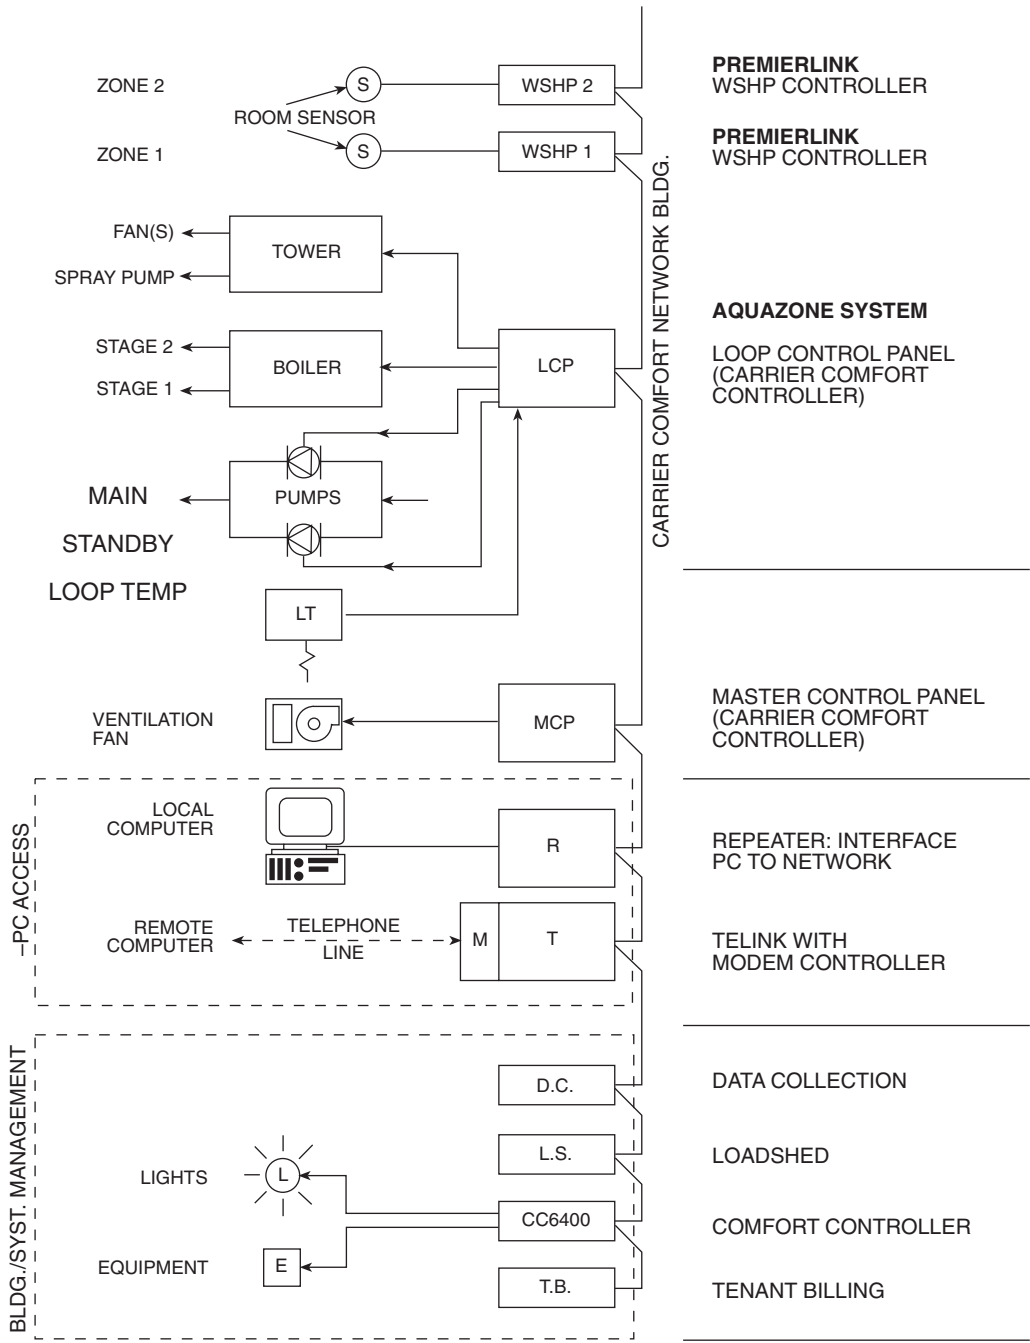 ZONE 2
S
WSHP 2
PREMIERLINK
WSHP CONTROLLER
ROOM SENSOR
ZONE 1
S
WSHP 1
PREMIERLINK
WSHP CONTROLLER
CARRIER COMFORT NETWORK BLDG.
FAN(S)
TOWER
SPRAY PUMP
AQUAZONE SYSTEM
STAGE 2
BOILER
STAGE 1
LCP
LOOP CONTROL PANEL
(CARRIER COMFORT
CONTROLLER)
MAIN
PUMPS
STANDBY
LOOP TEMP
LT
VENTILATION
FAN
MCP
MASTER CONTROL PANEL
(CARRIER COMFORT
CONTROLLER)
–PC ACCESS
LOCAL
COMPUTER
R
REPEATER: INTERFACE
PC TO NETWORK
REMOTE
COMPUTER
TELEPHONE
LINE
M
T
TELINK WITH
MODEM CONTROLLER
BLDG./SYST. MANAGEMENT
D.C.
DATA COLLECTION
L.S.
LOADSHED
LIGHTS
L
CC6400
COMFORT CONTROLLER
EQUIPMENT
E
T.B.
TENANT BILLING